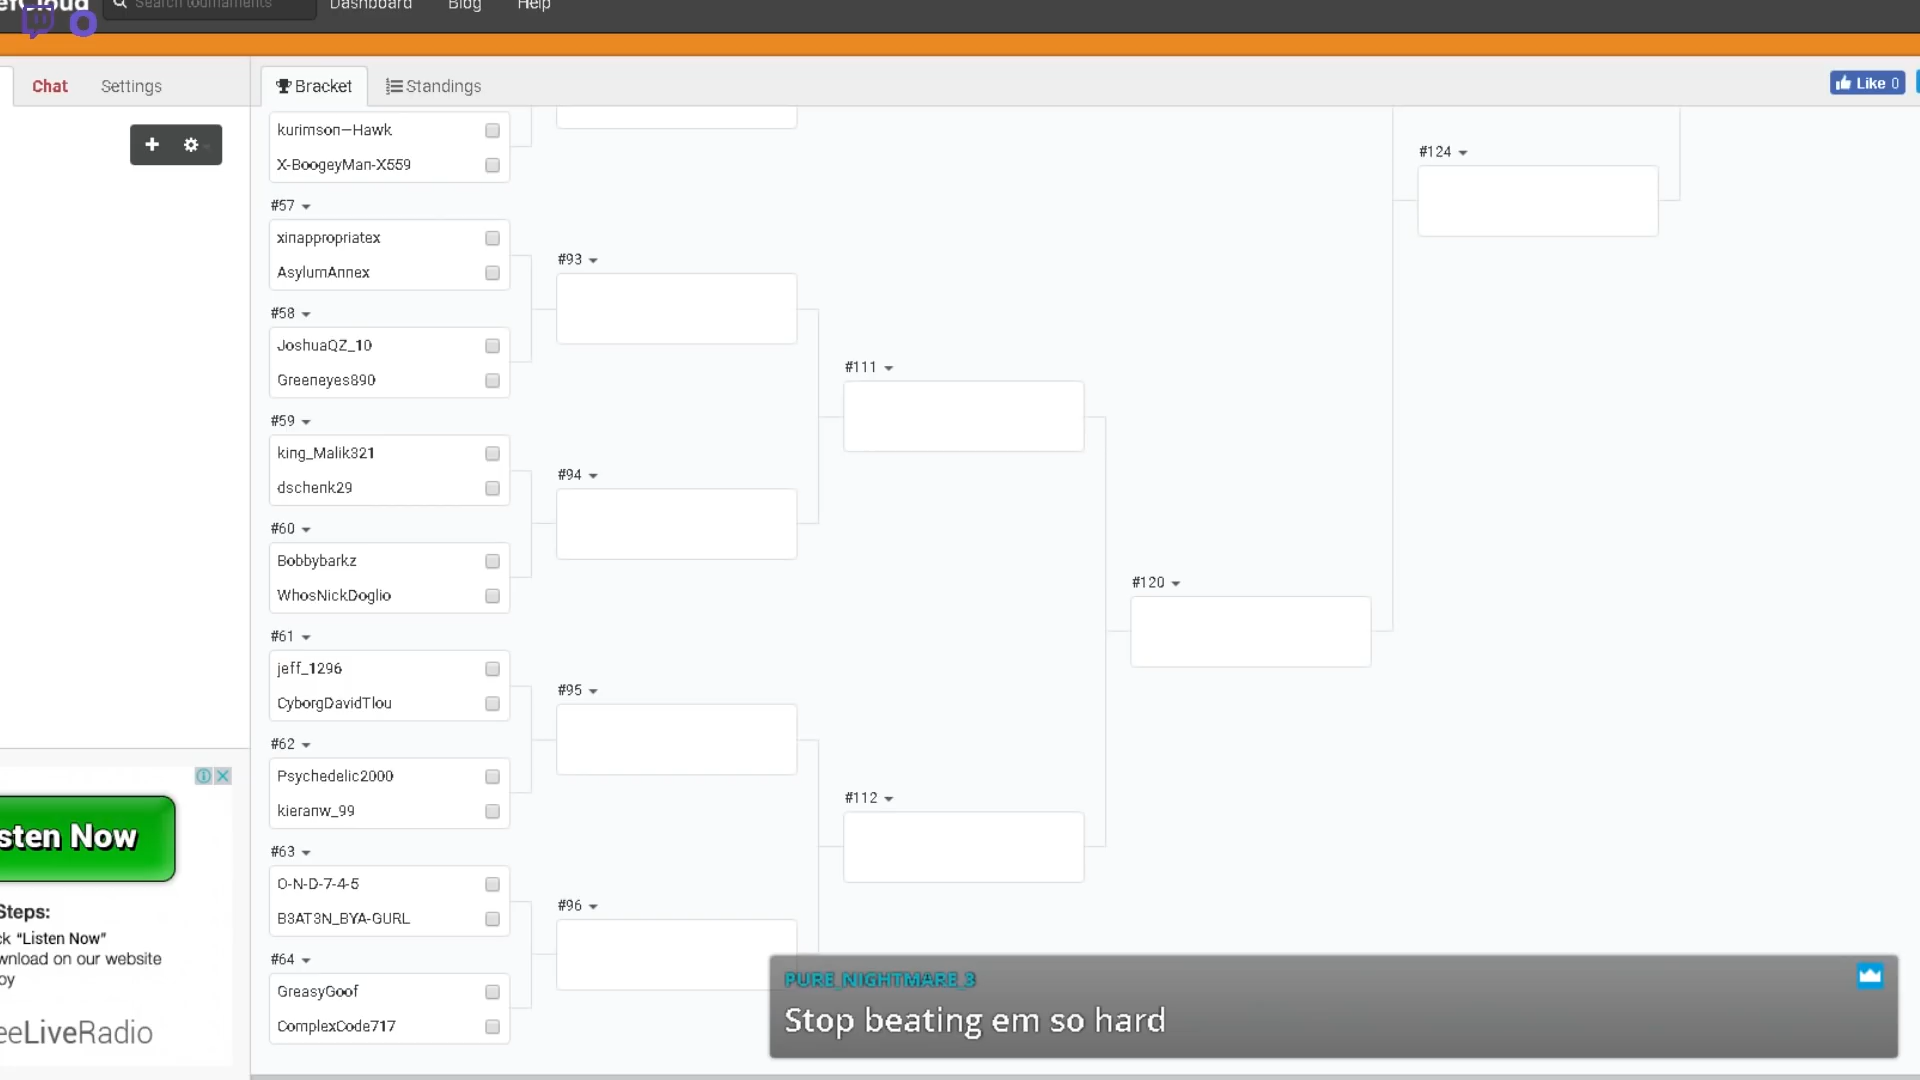 Search tournaments
Dashboard
Blog
Help
Chat
Settings
Bracket
Standings
Like 0
kurimson—Hawk
X-BoogeyMan-X559
#57
xinappropriatex
AsylumAnnex
#58
JoshuaQZ_10
Greeneyes890
#59
king_Malik321
dschenk29
#60
Bobbybarkz
WhosNickDoglio
#61
jeff_1296
CyborgDavidTlou
#62
Psychedelic2000
kieranw_99
#63
O-N-D-7-4-5
B3AT3N_BYA-GURL
#64
GreasyGoof
ComplexCode717
#93
#94
#95
#96
#111
#112
#120
#124
sten Now
Steps:
ck “Listen Now”
wnload on our website
oy
eeLiveRadio
PURE_NIGHTMARE_3
Stop beating em so hard